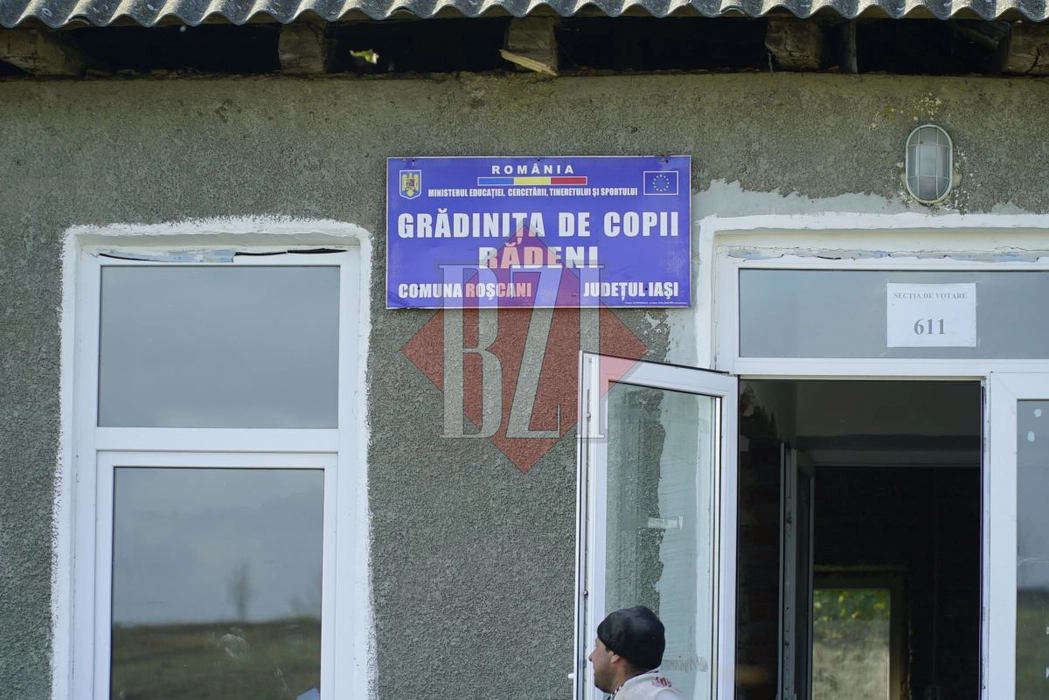 ROMÂNIA
MINISTERUL EDUCAȚIEI, CERCETĂRII, TINERETULUI ȘI SPORTULUI
GRĂDINIȚA DE COPII
RĂDENI
COMUNA ROȘCANI JUDEȚUL IAȘI
SECȚIA DE VOTARE
611
BZI